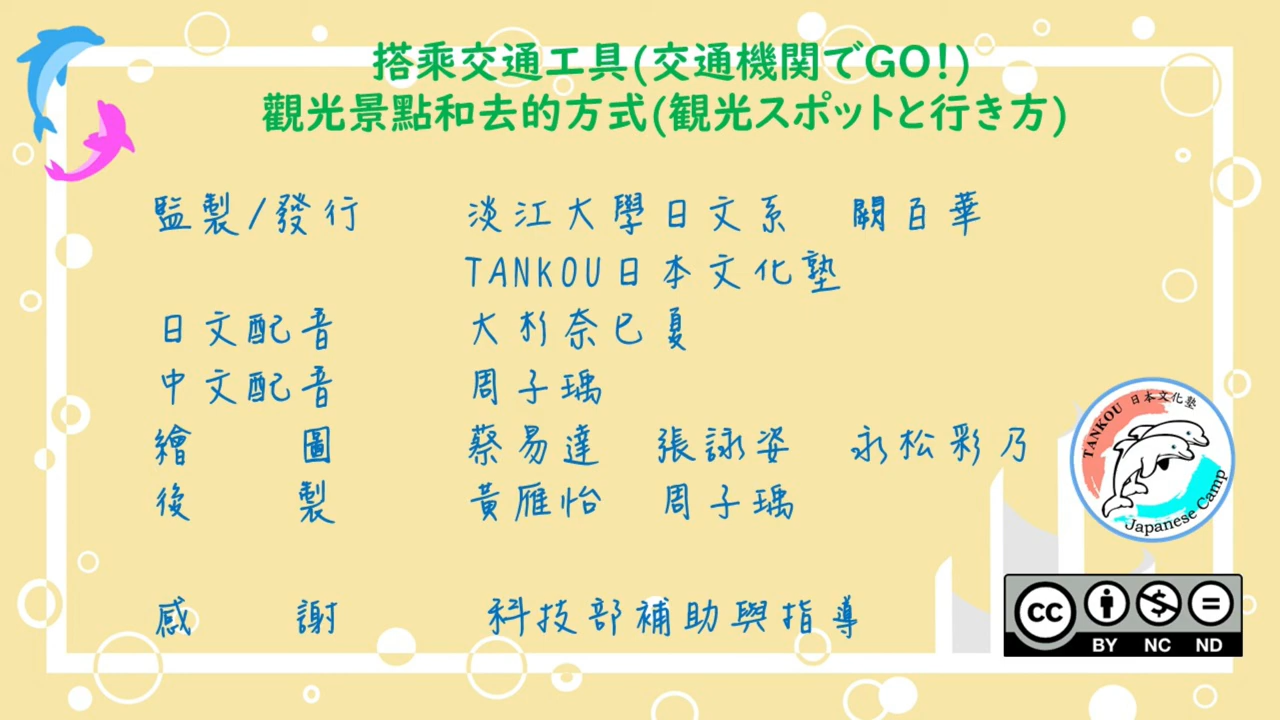 搭乘交通工具(交通機関でGO!)
觀光景點和去的方式(観光スポットと行き方)
監製/發行 淡江大學日文系 闕百華
TANKOU日本文化塾
日文配音 大杉奈巳夏
中文配音 周子瑀
繪 圖 蔡易達 張詠姿 永松彩乃
後 製 黃雁怡 周子瑀
感 謝 科技部補助與指導
TANKOU 日本文化塾
Japanese Camp
CC BY NC ND